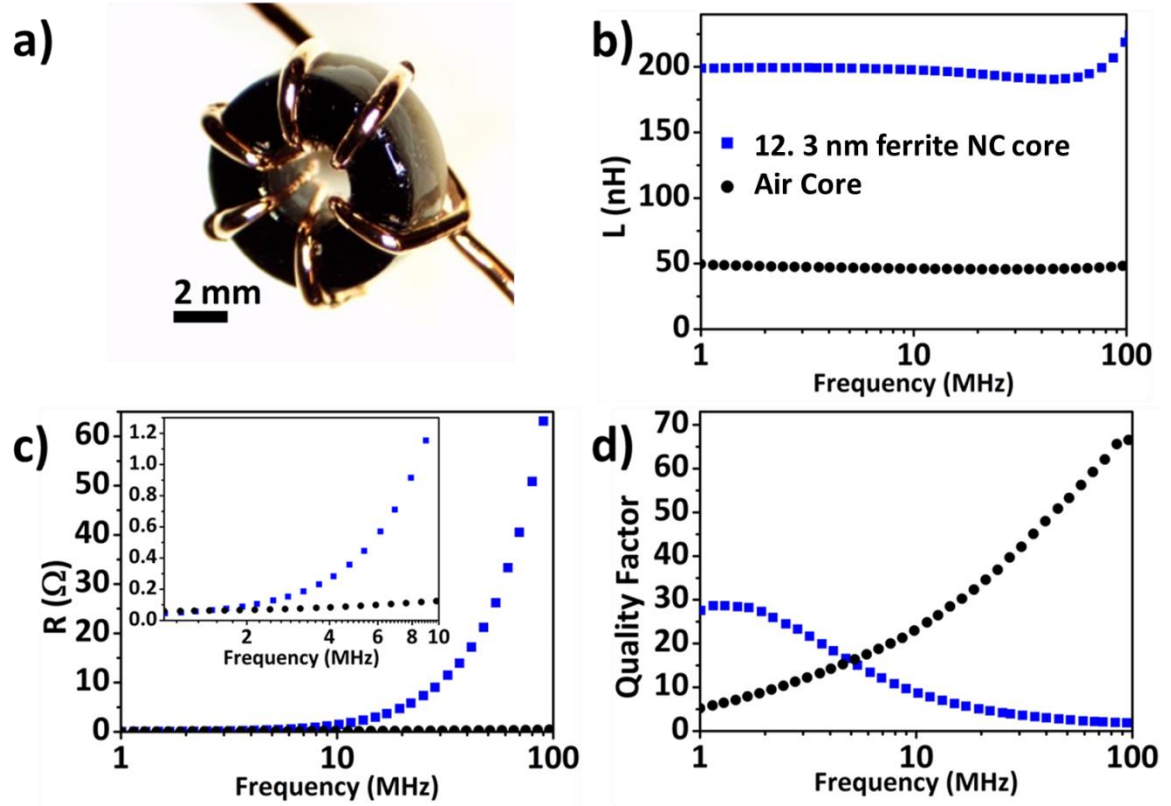 a)
2 mm
b)
L (nH)
200
150
100
50
0
12. 3 nm ferrite NC core
Air Core
1
10
100
Frequency (MHz)
c)
R (Ω)
60
50
40
30
20
10
0
1.2
1.0
0.8
0.6
0.4
0.2
0.0
2
4
6
8
10
Frequency (MHz)
1
10
100
Frequency (MHz)
d)
Quality Factor
70
60
50
40
30
20
10
0
1
10
100
Frequency (MHz)